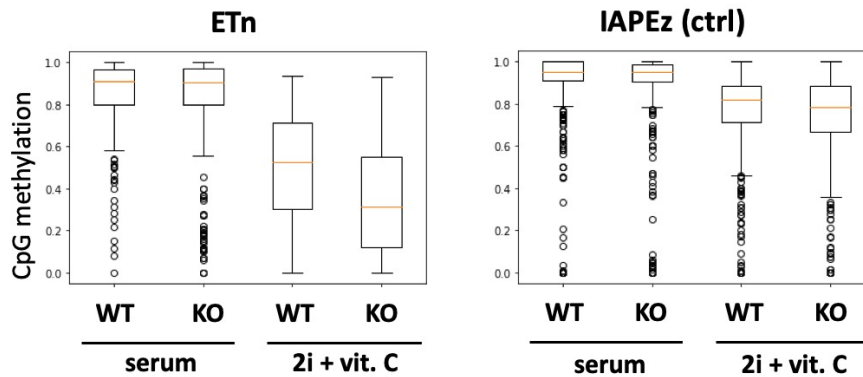 ETn
IAPEz (ctrl)
CpG methylation
1.0
0.8
0.6
0.4
0.2
0.0
WT
KO
WT
KO
serum
2i + vit. C
1.0
0.8
0.6
0.4
0.2
0.0
WT
KO
WT
KO
serum
2i + vit. C